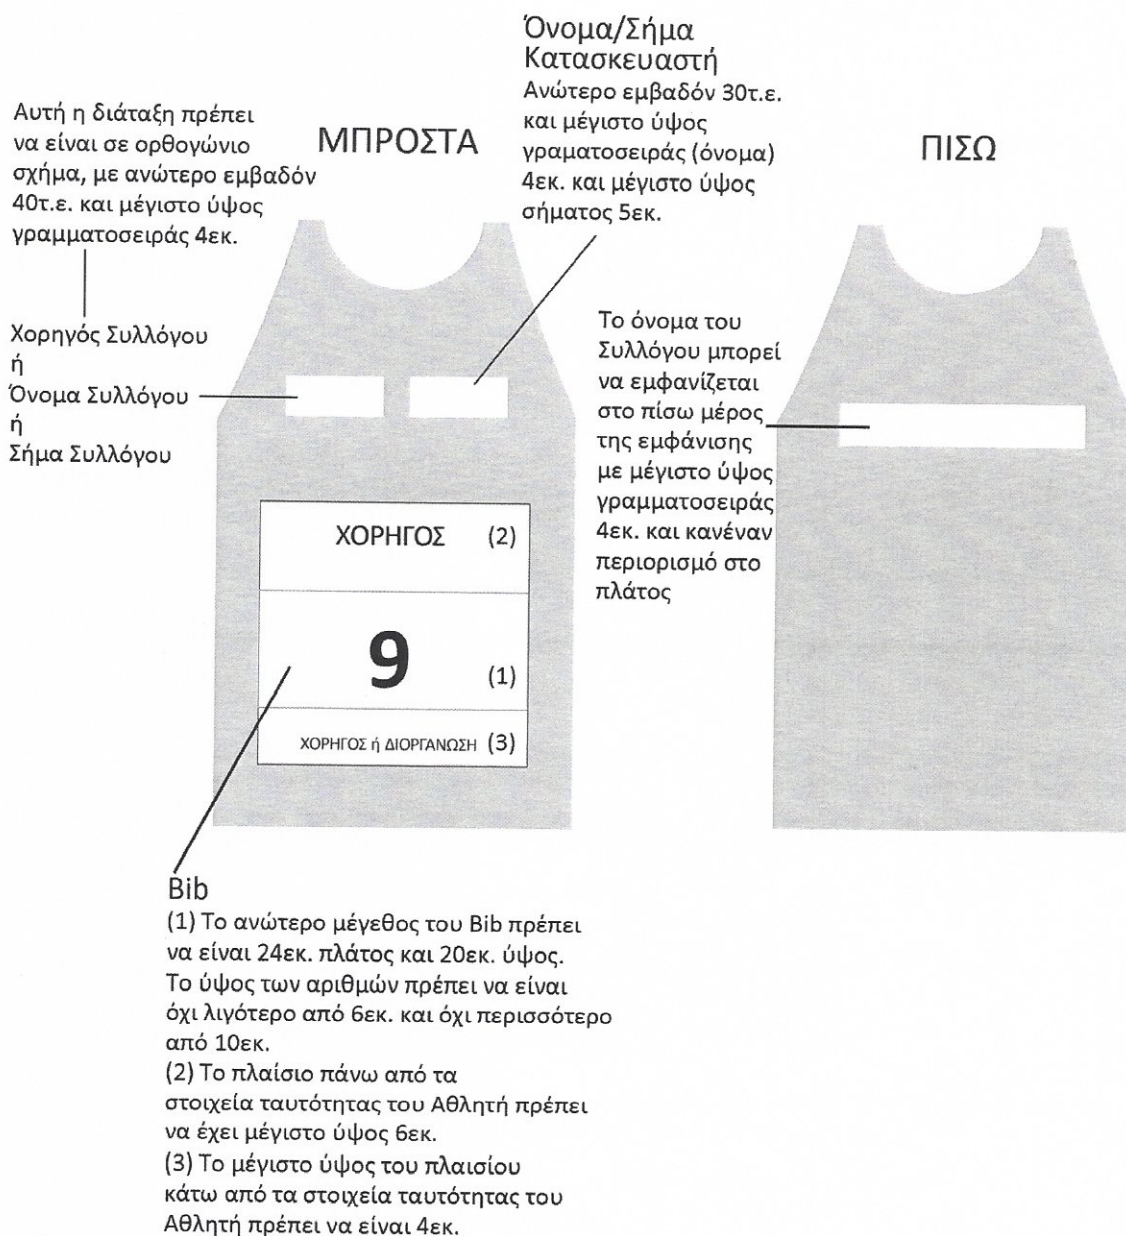 Όνομα/Σήμα
Κατασκευαστή
Ανώτερο εμβαδόν 30τ.ε.
και μέγιστο ύψος
γραματοσειράς (όνομα)
4εκ. και μέγιστο ύψος
σήματος 5εκ.
Αυτή η διάταξη πρέπει
να είναι σε ορθογώνιο
σχήμα, με ανώτερο εμβαδόν
40τ.ε. και μέγιστο ύψος
γραμματοσειράς 4εκ.
ΜΠΡΟΣΤΑ
ΠΙΣΩ
Χορηγός Συλλόγου
ή
Όνομα Συλλόγου
ή
Σήμα Συλλόγου
Το όνομα του
Συλλόγου μπορεί
να εμφανίζεται
στο πίσω μέρος
της εμφάνισης
με μέγιστο ύψος
γραμματοσειράς
4εκ. και κανέναν
περιορισμό στο
πλάτος
ΧΟΡΗΓΟΣ (2)
9 (1)
ΧΟΡΗΓΟΣ ή ΔΙΟΡΓΑΝΩΣΗ (3)
Bib
(1) Το ανώτερο μέγεθος του Bib πρέπει
να είναι 24εκ. πλάτος και 20εκ. ύψος.
Το ύψος των αριθμών πρέπει να είναι
όχι λιγότερο από 6εκ. και όχι περισσότερο
από 10εκ.
(2) Το πλαίσιο πάνω από τα
στοιχεία ταυτότητας του Αθλητή πρέπει
να έχει μέγιστο ύψος 6εκ.
(3) Το μέγιστο ύψος του πλαισίου
κάτω από τα στοιχεία ταυτότητας του
Αθλητή πρέπει να είναι 4εκ.